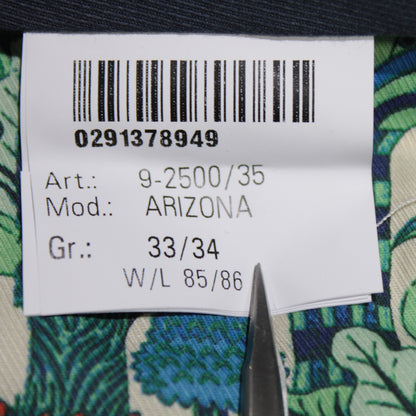 0291378949
Art.: 9-2500/35
Mod.: ARIZONA
Gr.: 33/34
W/L 85/86